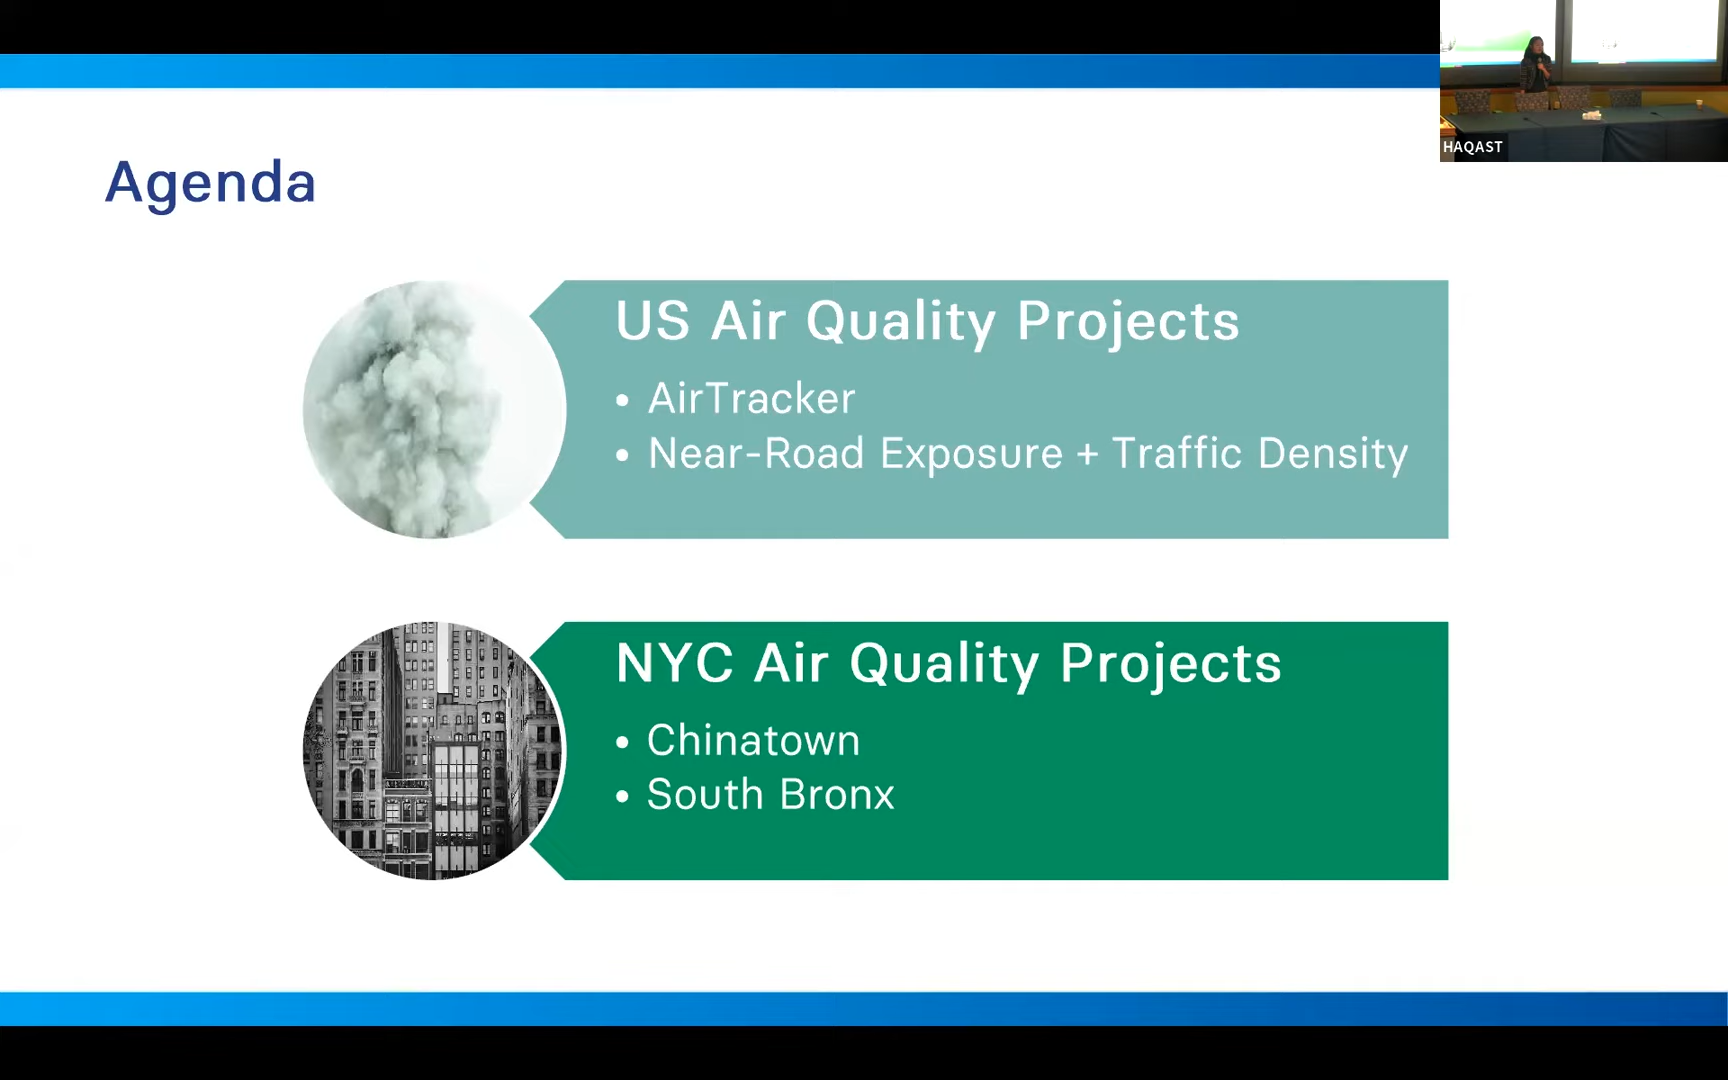 Agenda
US Air Quality Projects
• AirTracker
• Near-Road Exposure + Traffic Density
NYC Air Quality Projects
• Chinatown
• South Bronx
HAQAST